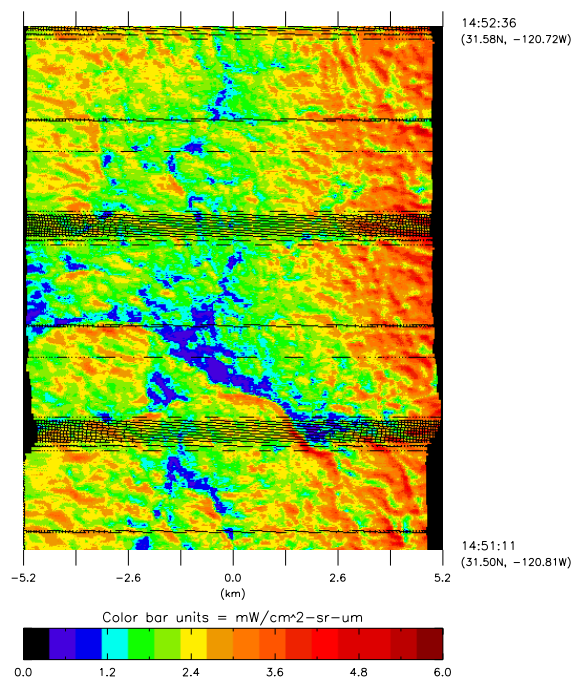 14:52:36
(31.58N, -120.72W)
14:51:11
(31.50N, -120.81W)
-5.2 -2.6 0.0 2.6 5.2
(km)
Color bar units = mW/cm^2-sr-um
0.0 1.2 2.4 3.6 4.8 6.0